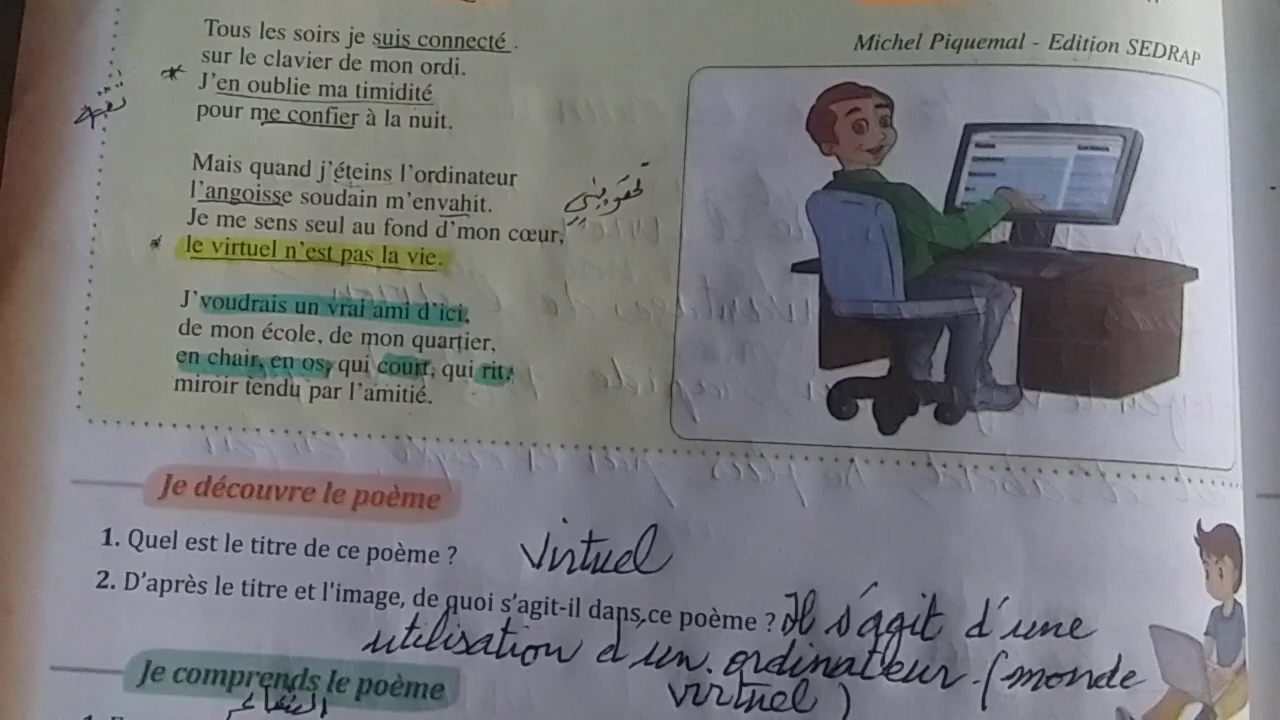 Tous les soirs je suis connecté.
sur le clavier de mon ordi.
J'en oublie ma timidité
pour me confier à la nuit.
Michel Piquemal - Edition SEDRAP
Mais quand j'éteins l'ordinateur
l'angoisse soudain m'envahit.
Je me sens seul au fond d'mon cœur,
le virtuel n'est pas la vie.
J'voudrais un vrai ami d'ici,
de mon école, de mon quartier,
en chair, en os, qui court, qui rit,
miroir tendu par l'amitié.
Je découvre le poème
1. Quel est le titre de ce poème ? Virtuel
2. D'après le titre et l'image, de quoi s'agit-il dans ce poème ? Il s'agit d'une
utilisation d'un ordinateur. (monde
virtuel)
Je comprends le poème